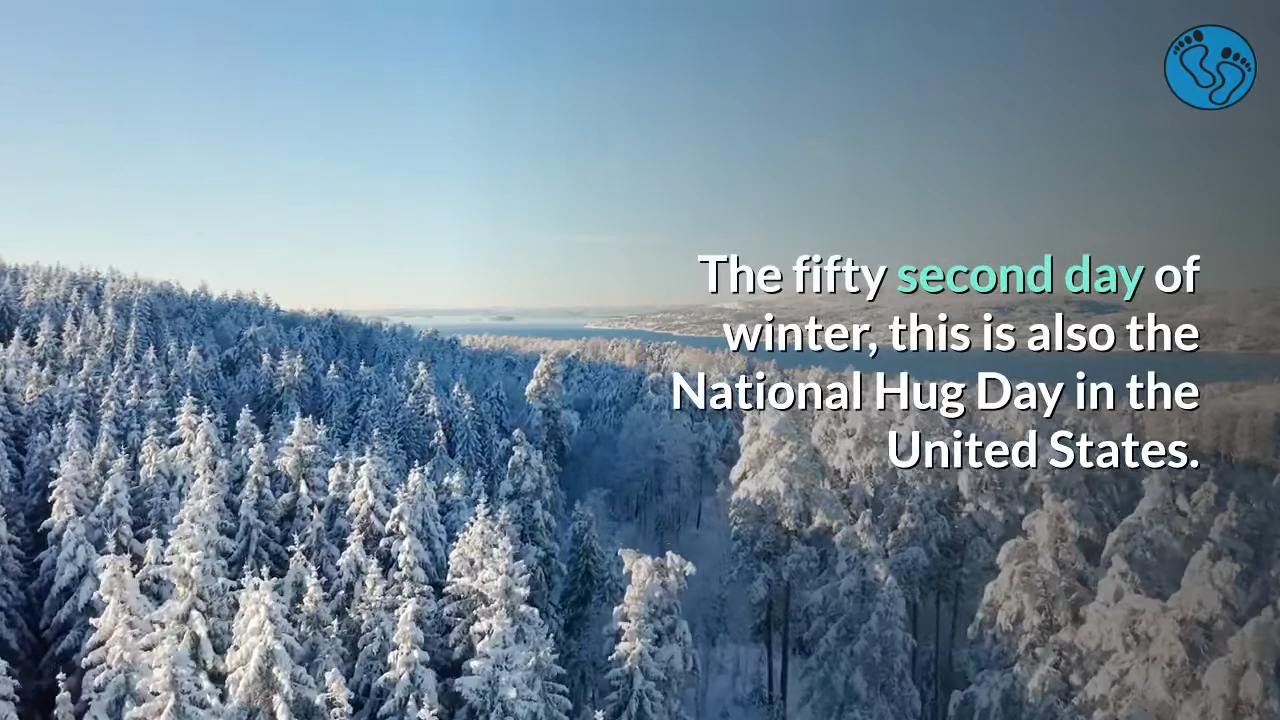 The fifty second day of
winter, this is also the
National Hug Day in the
United States.